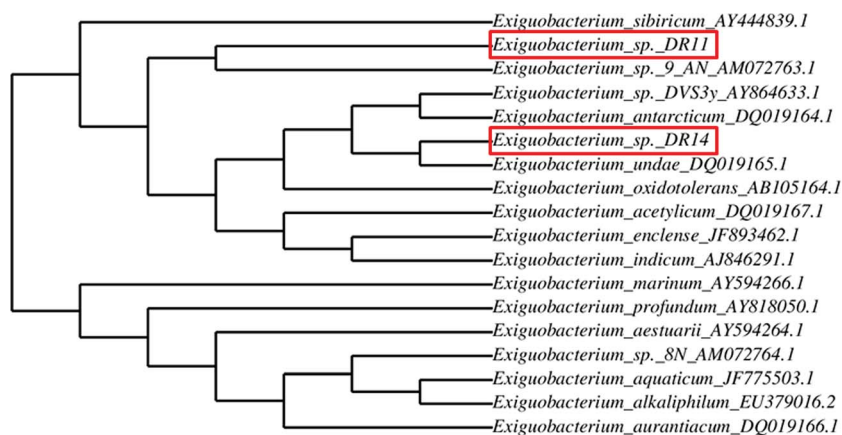 Exiguobacterium_sibiricum_AY444839.1
Exiguobacterium_sp._DR11
Exiguobacterium_sp._9_AN_AM072763.1
Exiguobacterium_sp._DVS3y_AY864633.1
Exiguobacterium_antarcticum_DQ019164.1
Exiguobacterium_sp._DR14
Exiguobacterium_undae_DQ019165.1
Exiguobacterium_oxidotolerans_AB105164.1
Exiguobacterium_acetylicum_DQ019167.1
Exiguobacterium_enclense_JF893462.1
Exiguobacterium_indicum_AJ846291.1
Exiguobacterium_marinum_AY594266.1
Exiguobacterium_profundum_AY818050.1
Exiguobacterium_aestuarii_AY594264.1
Exiguobacterium_sp._8N_AM072764.1
Exiguobacterium_aquaticum_JF775503.1
Exiguobacterium_alkaliphilum_EU379016.2
Exiguobacterium_aurantiacum_DQ019166.1